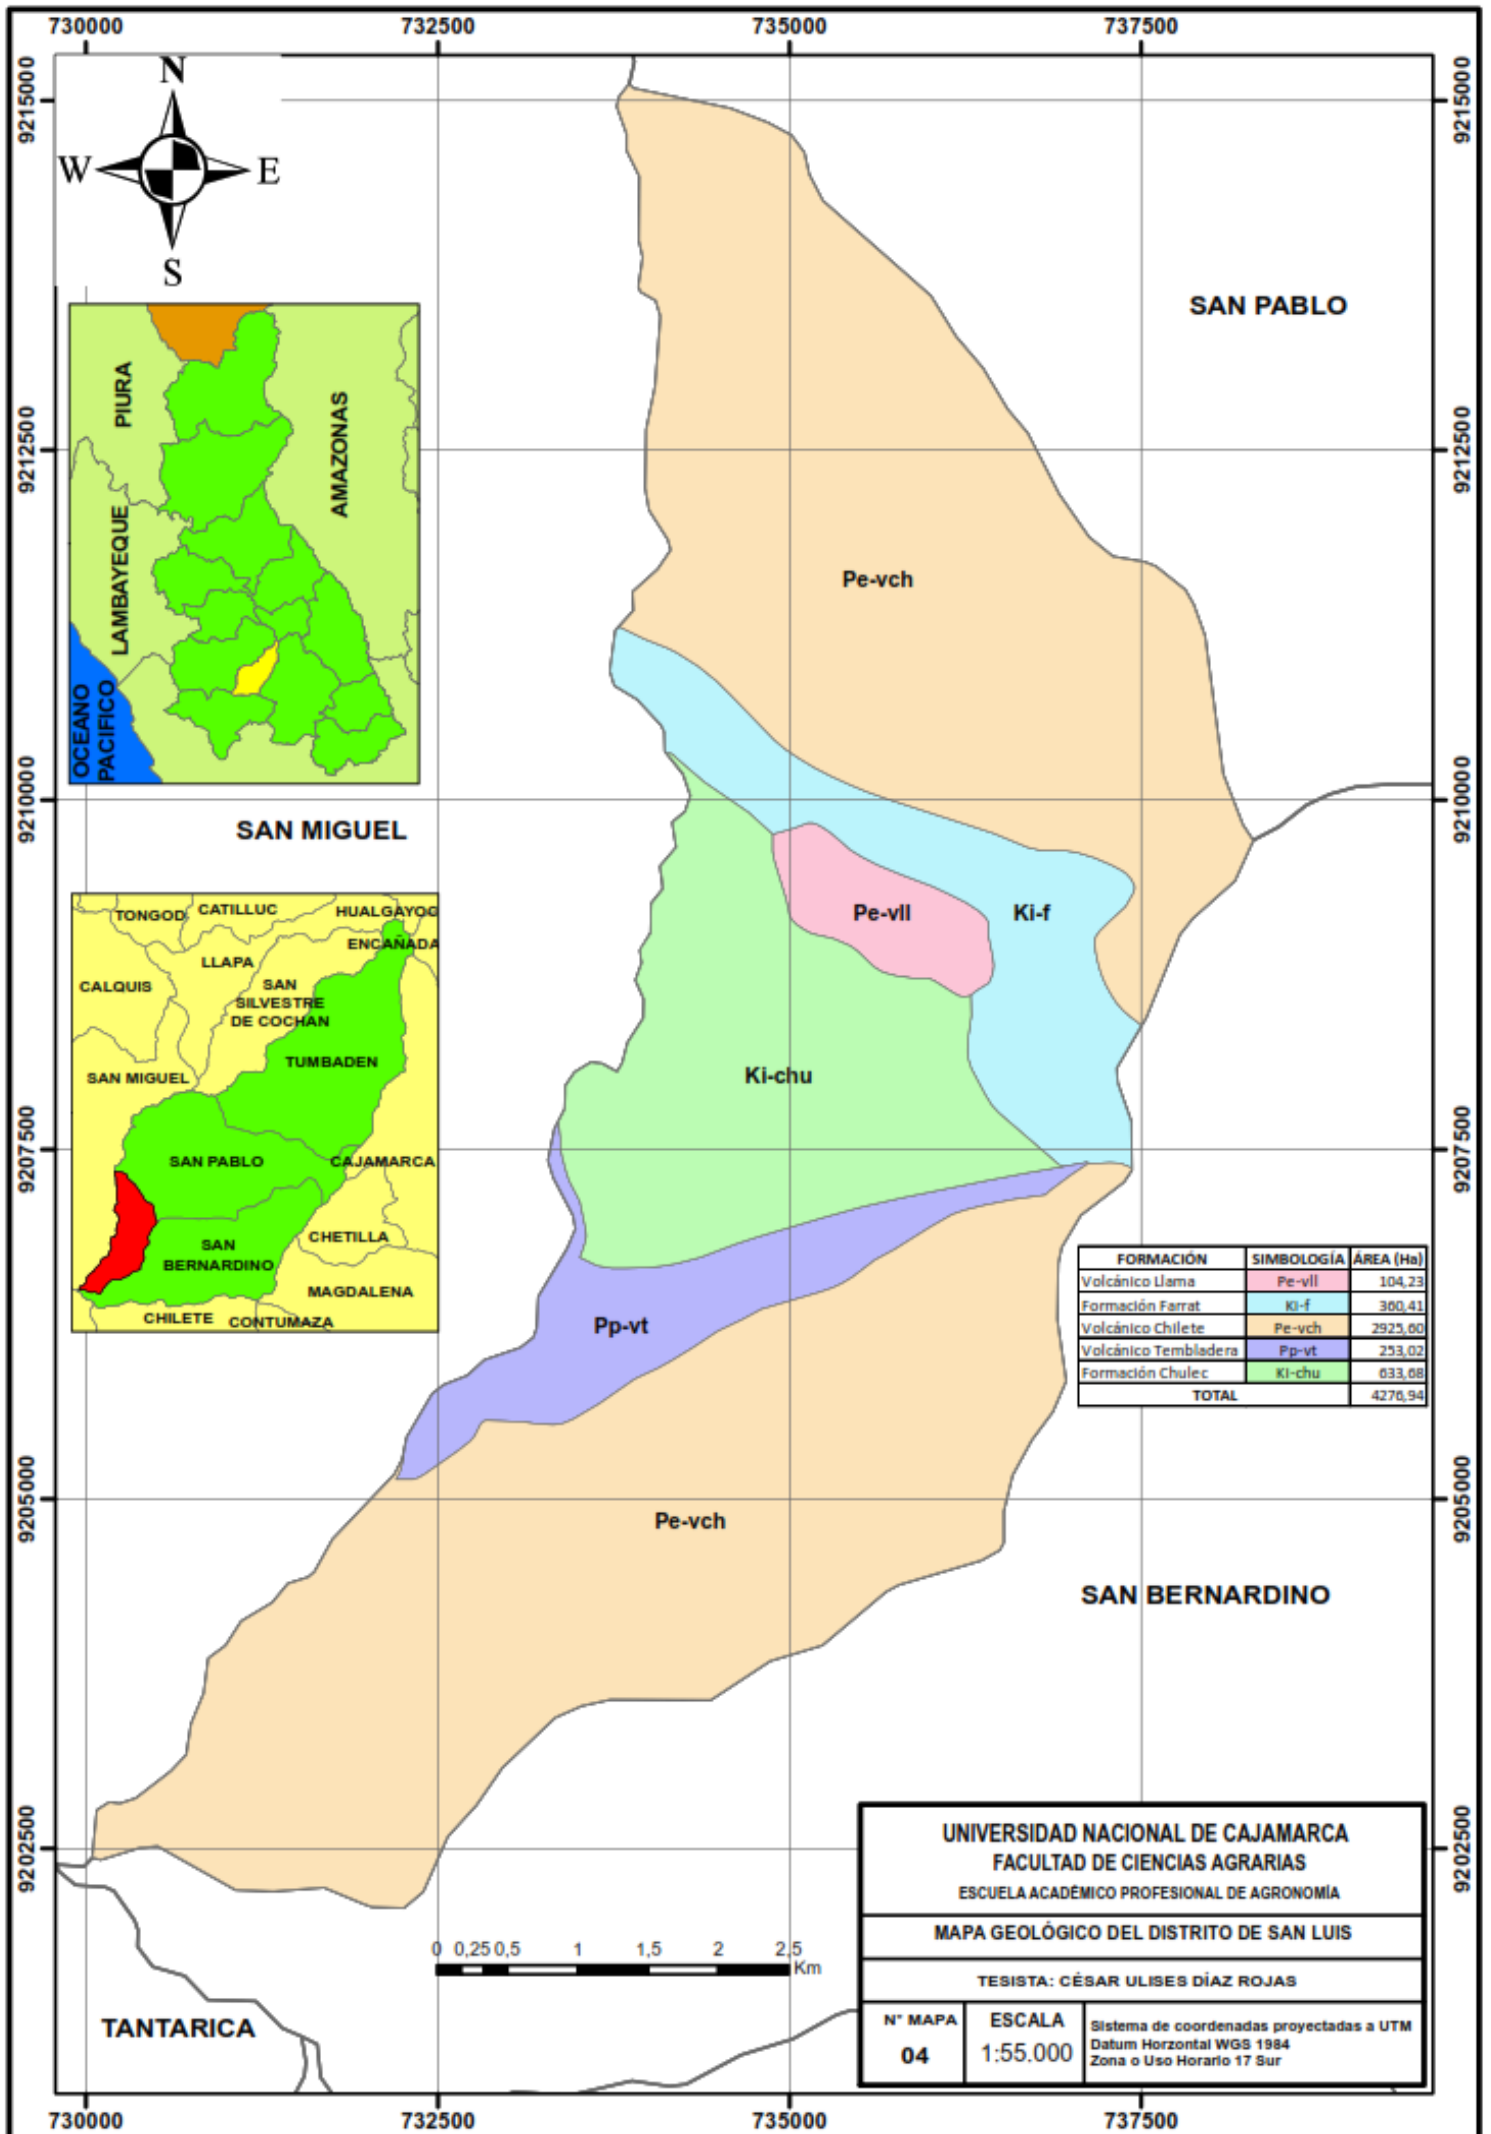 730000 732500 735000 737500
9215000
9215000
N
W E
S
SAN PABLO
PIURA
AMAZONAS
LAMBAYEQUE
OCEANO
PACIFICO
9212500
9212500
Pe-vch
9210000
9210000
SAN MIGUEL
Pe-vll
Ki-f
TONGOD
CATILLUC
HUALGAYOC
ENCAÑADA
LLAPA
CALQUIS
SAN
SILVESTRE
DE COCHAN
TUMBADEN
SAN MIGUEL
SAN PABLO
CAJAMARCA
CHETILLA
SAN
BERNARDINO
MAGDALENA
CHILETE
CONTUMAZA
Ki-chu
9207500
9207500
FORMACIÓN SIMBOLOGÍA ÁREA (Ha)
Volcánico Llama Pe-vll 104,23
Formación Farrat Ki-f 360,41
Volcánico Chilete Pe-vch 2925,60
Volcánico Tembladera Pp-vt 253,02
Formación Chulec Ki-chu 633,68
TOTAL 4276,94
Pp-vt
9205000
9205000
Pe-vch
SAN BERNARDINO
9202500
9202500
UNIVERSIDAD NACIONAL DE CAJAMARCA
FACULTAD DE CIENCIAS AGRARIAS
ESCUELA ACADÉMICO PROFESIONAL DE AGRONOMÍA
MAPA GEOLÓGICO DEL DISTRITO DE SAN LUIS
TESISTA: CÉSAR ULISES DÍAZ ROJAS
N° MAPA
04
ESCALA
1:55.000
Sistema de coordenadas proyectadas a UTM
Datum Horzontal WGS 1984
Zona o Uso Horario 17 Sur
0 0,25 0,5 1 1,5 2 2,5
Km
TANTARICA
730000 732500 735000 737500